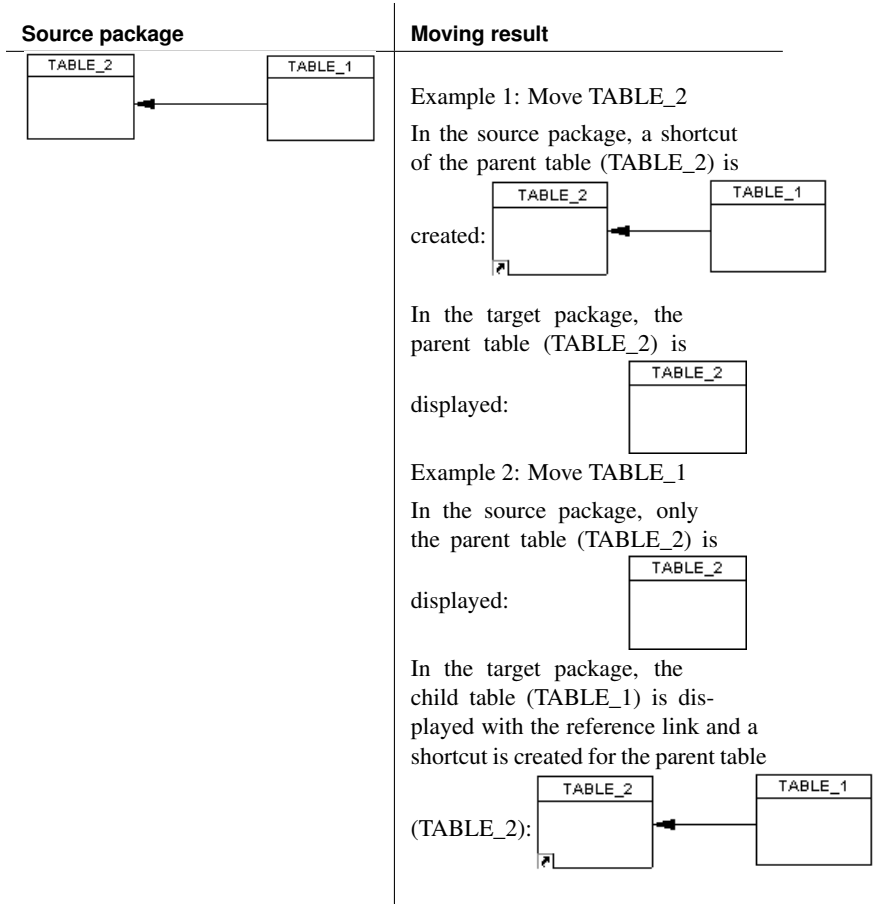 Source package
Moving result
TABLE_2
TABLE_1
Example 1: Move TABLE_2
In the source package, a shortcut
of the parent table (TABLE_2) is
created:
TABLE_2
TABLE_1
In the target package, the
parent table (TABLE_2) is
displayed:
TABLE_2
Example 2: Move TABLE_1
In the source package, only
the parent table (TABLE_2) is
displayed:
TABLE_2
In the target package, the
child table (TABLE_1) is dis-
played with the reference link and a
shortcut is created for the parent table
(TABLE_2):
TABLE_2
TABLE_1